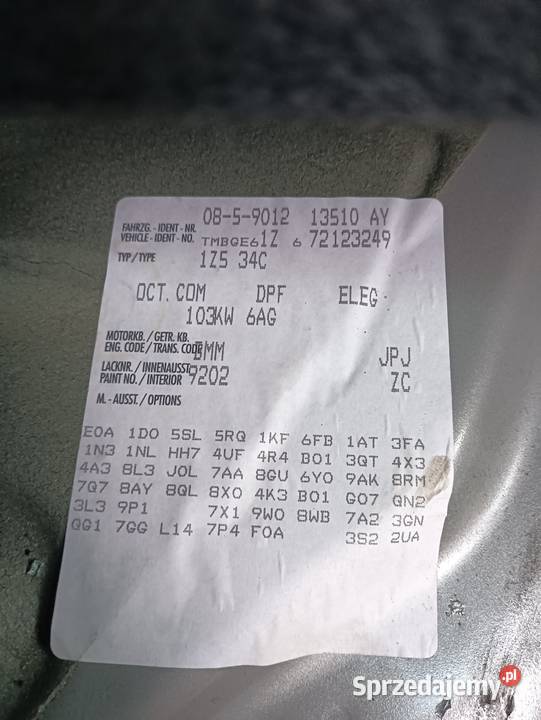 08-5-9012 13510 AY
FAHRZG. - IDENT - NR.
VEHICLE - IDENT - NO. TMBGE61Z 6 72123249
TYP / TYPE 1Z5 34C
OCT. COM DPF ELEG
103KW 6AG
MOTORKB. / GETR. KB.
ENG. CODE / TRANS. CODE BMM JPJ
LACKNR. / INNENAUSST.
PAINT NO. / INTERIOR 9202 ZC
M. - AUSST. / OPTIONS
E0A 1D0 5SL 5RQ 1KF 6FB 1AT 3FA
1N3 1NL HH7 4UF 4R4 B01 3QT 4X3
4A3 8L3 J0L 7AA 8GU 6Y0 9AK 8RM
7Q7 8AY 8QL 8X0 4K3 B01 G07 QN2
3L3 9P1 7X1 9W0 8WB 7A2 3GN
QG1 7GG L14 7P4 F0A 3S2 2UA
Sprzedajemy.pl